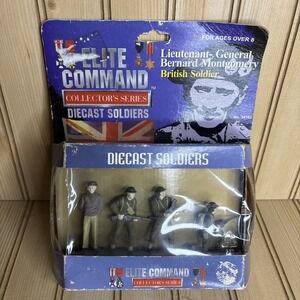 ELITE
COMMAND
COLLECTOR'S SERIES
DIECAST SOLDIERS
FOR AGES OVER 8
Lieutenant-General
Bernard Montgomery
British Soldier
DIECAST SOLDIERS
ELITE COMMAND
COLLECTOR'S SERIES